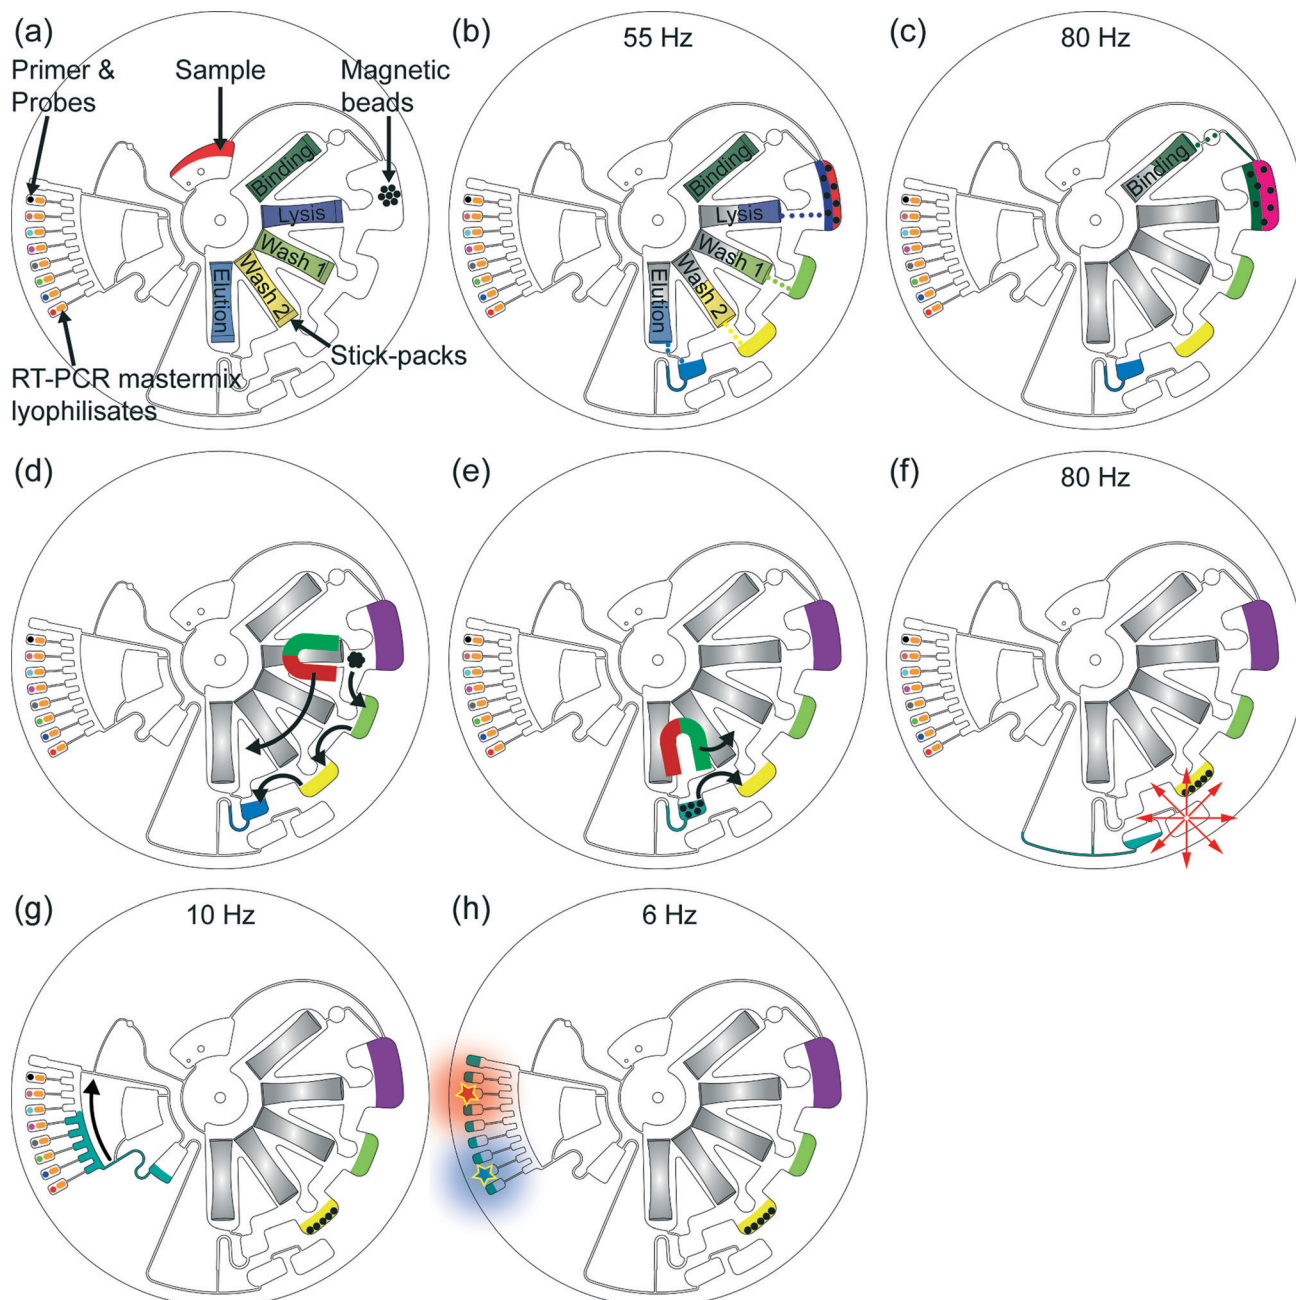 (a)
Primer &
Probes
Sample
Magnetic
beads
Binding
Lysis
Wash 1
Wash 2
Elution
Stick-packs
RT-PCR mastermix
lyophilisates
(b)
55 Hz
Binding
Lysis
Wash 1
Wash 2
Elution
(c)
80 Hz
Binding
(d)
(e)
(f)
80 Hz
(g)
10 Hz
(h)
6 Hz